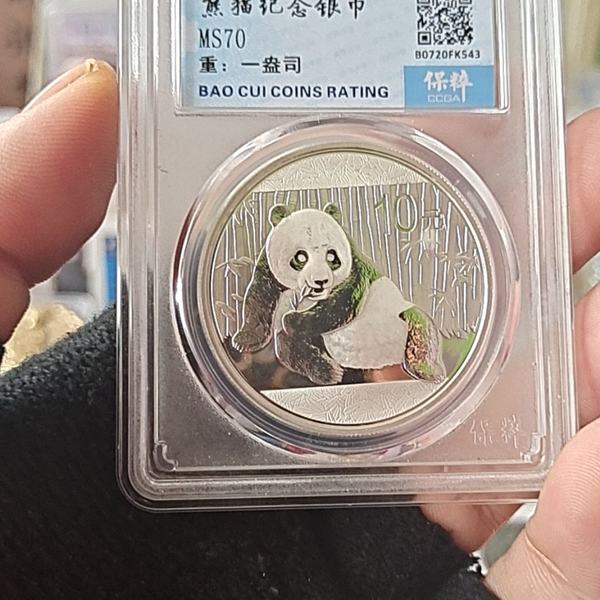 熊猫纪念银币
MS70
B0720FK543
重：一盎司
BAO CUI COINS RATING
保粹
CCGA
10元
保粹